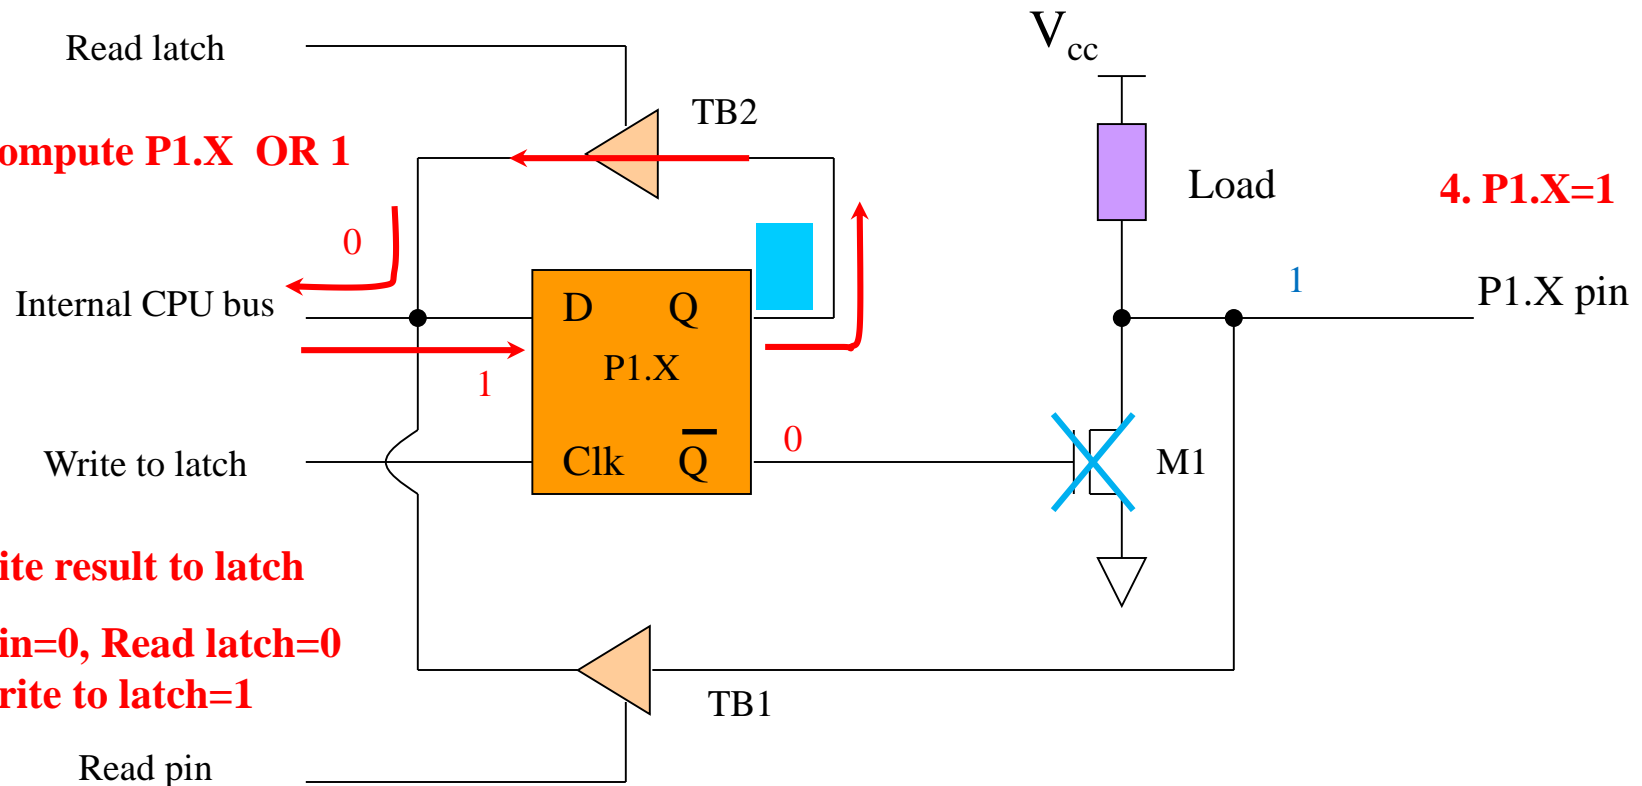 Read latch
V
cc
TB2
ompute P1.X OR 1
Load
4. P1.X=1
0
Internal CPU bus
D Q
1
P1.X pin
P1.X
1
Write to latch
Clk Q
0
M1
ite result to latch
in=0, Read latch=0
rite to latch=1
TB1
Read pin